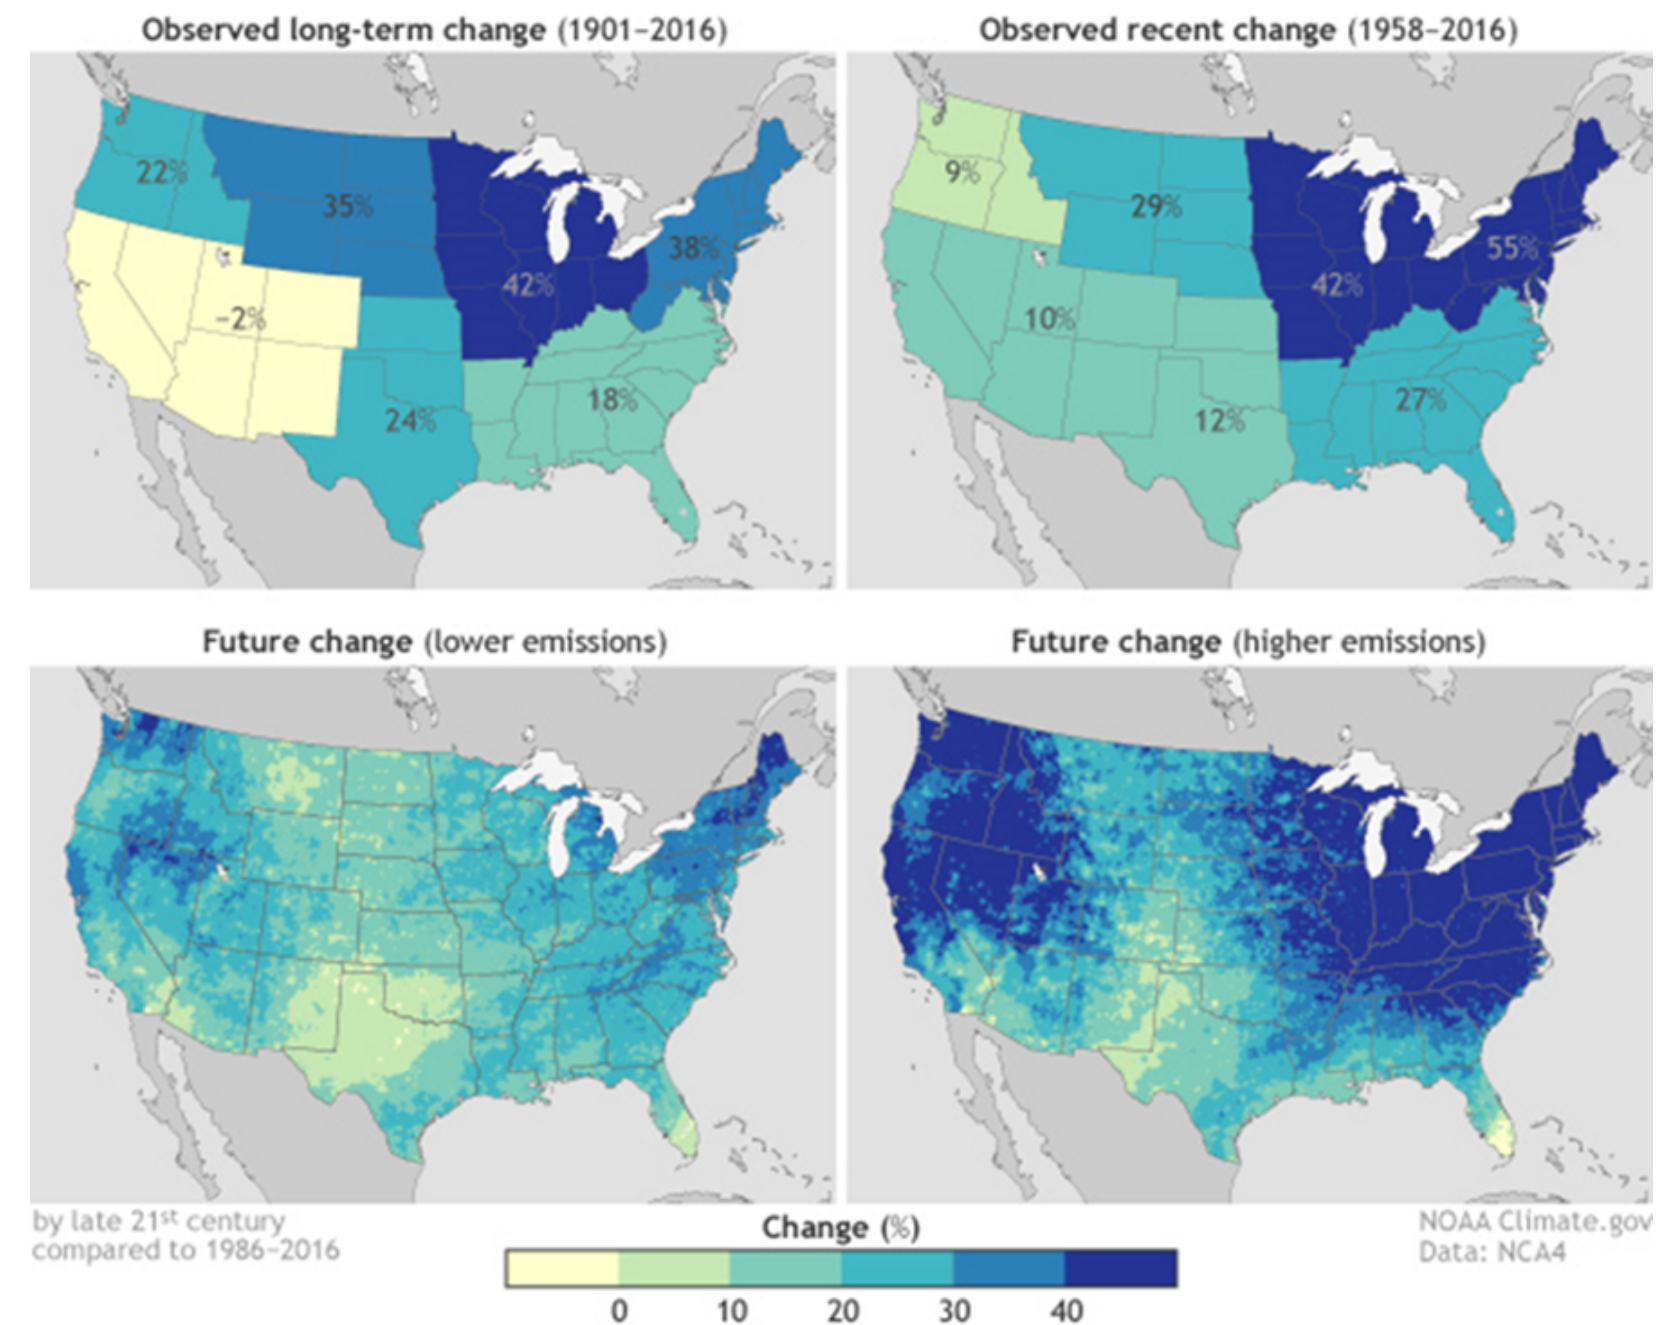 Observed long-term change (1901–2016)
Observed recent change (1958–2016)
22%
35%
38%
42%
−2%
18%
24%
9%
29%
55%
42%
10%
27%
12%
Future change (lower emissions)
Future change (higher emissions)
by late 21st century
compared to 1986–2016
Change (%)
0 10 20 30 40
NOAA Climate.gov
Data: NCA4